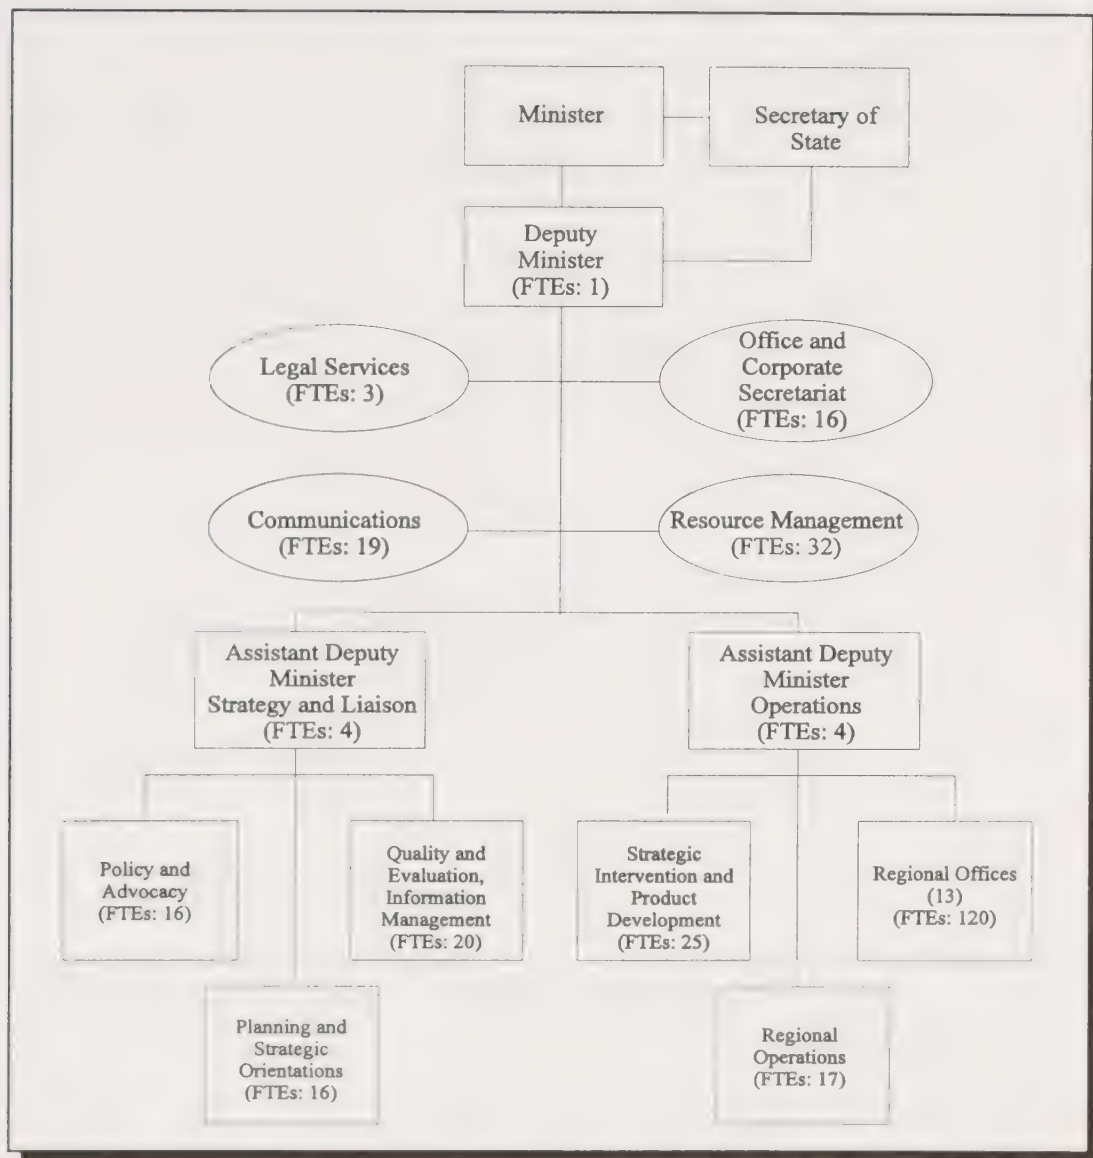 Minister
Secretary of
State
Deputy
Minister
(FTEs: 1)
Legal Services
(FTEs: 3)
Office and
Corporate
Secretariat
(FTEs: 16)
Communications
(FTEs: 19)
Resource Management
(FTEs: 32)
Assistant Deputy
Minister
Strategy and Liaison
(FTEs: 4)
Assistant Deputy
Minister
Operations
(FTEs: 4)
Policy and
Advocacy
(FTEs: 16)
Quality and
Evaluation,
Information
Management
(FTEs: 20)
Strategic
Intervention and
Product
Development
(FTEs: 25)
Regional Offices
(13)
(FTEs: 120)
Planning and
Strategic
Orientations
(FTEs: 16)
Regional
Operations
(FTEs: 17)